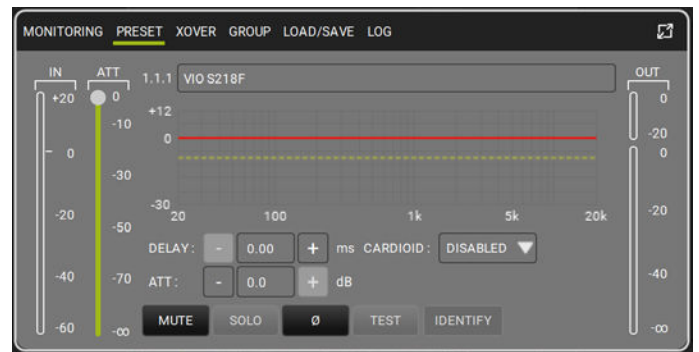 MONITORING PRESET XOVER GROUP LOAD/SAVE LOG
IN ATT 1.1.1 VIO S218F OUT
+20 0 +12 0
-10 0 -20
0 0
-30
-20 -30 -20
20 100 1k 5k 20k
-50
DELAY: - 0.00 + ms CARDIOID: DISABLED
-40 -70 ATT: - 0.0 + dB -40
-60 -∞ MUTE SOLO Ø TEST IDENTIFY -∞